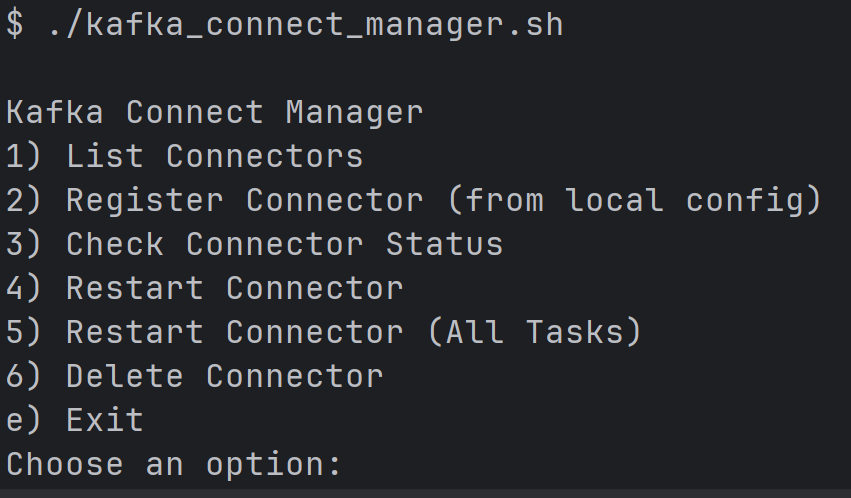 $ ./kafka_connect_manager.sh
Kafka Connect Manager
1) List Connectors
2) Register Connector (from local config)
3) Check Connector Status
4) Restart Connector
5) Restart Connector (All Tasks)
6) Delete Connector
e) Exit
Choose an option: